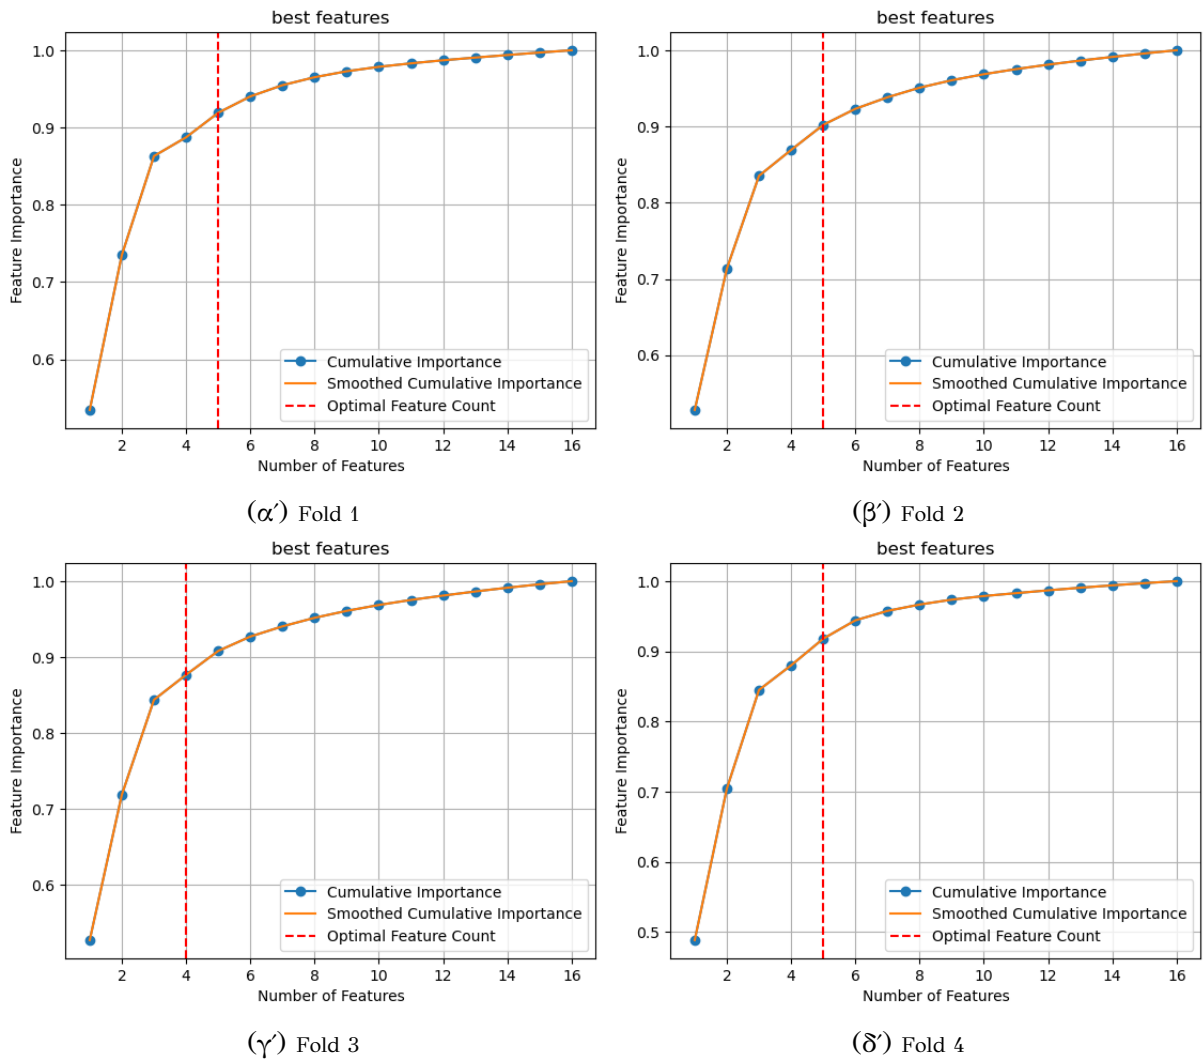 best features
1.0
0.9
0.8
0.7
0.6
Feature Importance
Cumulative Importance
Smoothed Cumulative Importance
Optimal Feature Count
2 4 6 8 10 12 14 16
Number of Features
(α΄) Fold 1
best features
1.0
0.9
0.8
0.7
0.6
Feature Importance
Cumulative Importance
Smoothed Cumulative Importance
Optimal Feature Count
2 4 6 8 10 12 14 16
Number of Features
(β΄) Fold 2
best features
1.0
0.9
0.8
0.7
0.6
Feature Importance
Cumulative Importance
Smoothed Cumulative Importance
Optimal Feature Count
2 4 6 8 10 12 14 16
Number of Features
(γ΄) Fold 3
best features
1.0
0.9
0.8
0.7
0.6
0.5
Feature Importance
Cumulative Importance
Smoothed Cumulative Importance
Optimal Feature Count
2 4 6 8 10 12 14 16
Number of Features
(δ΄) Fold 4